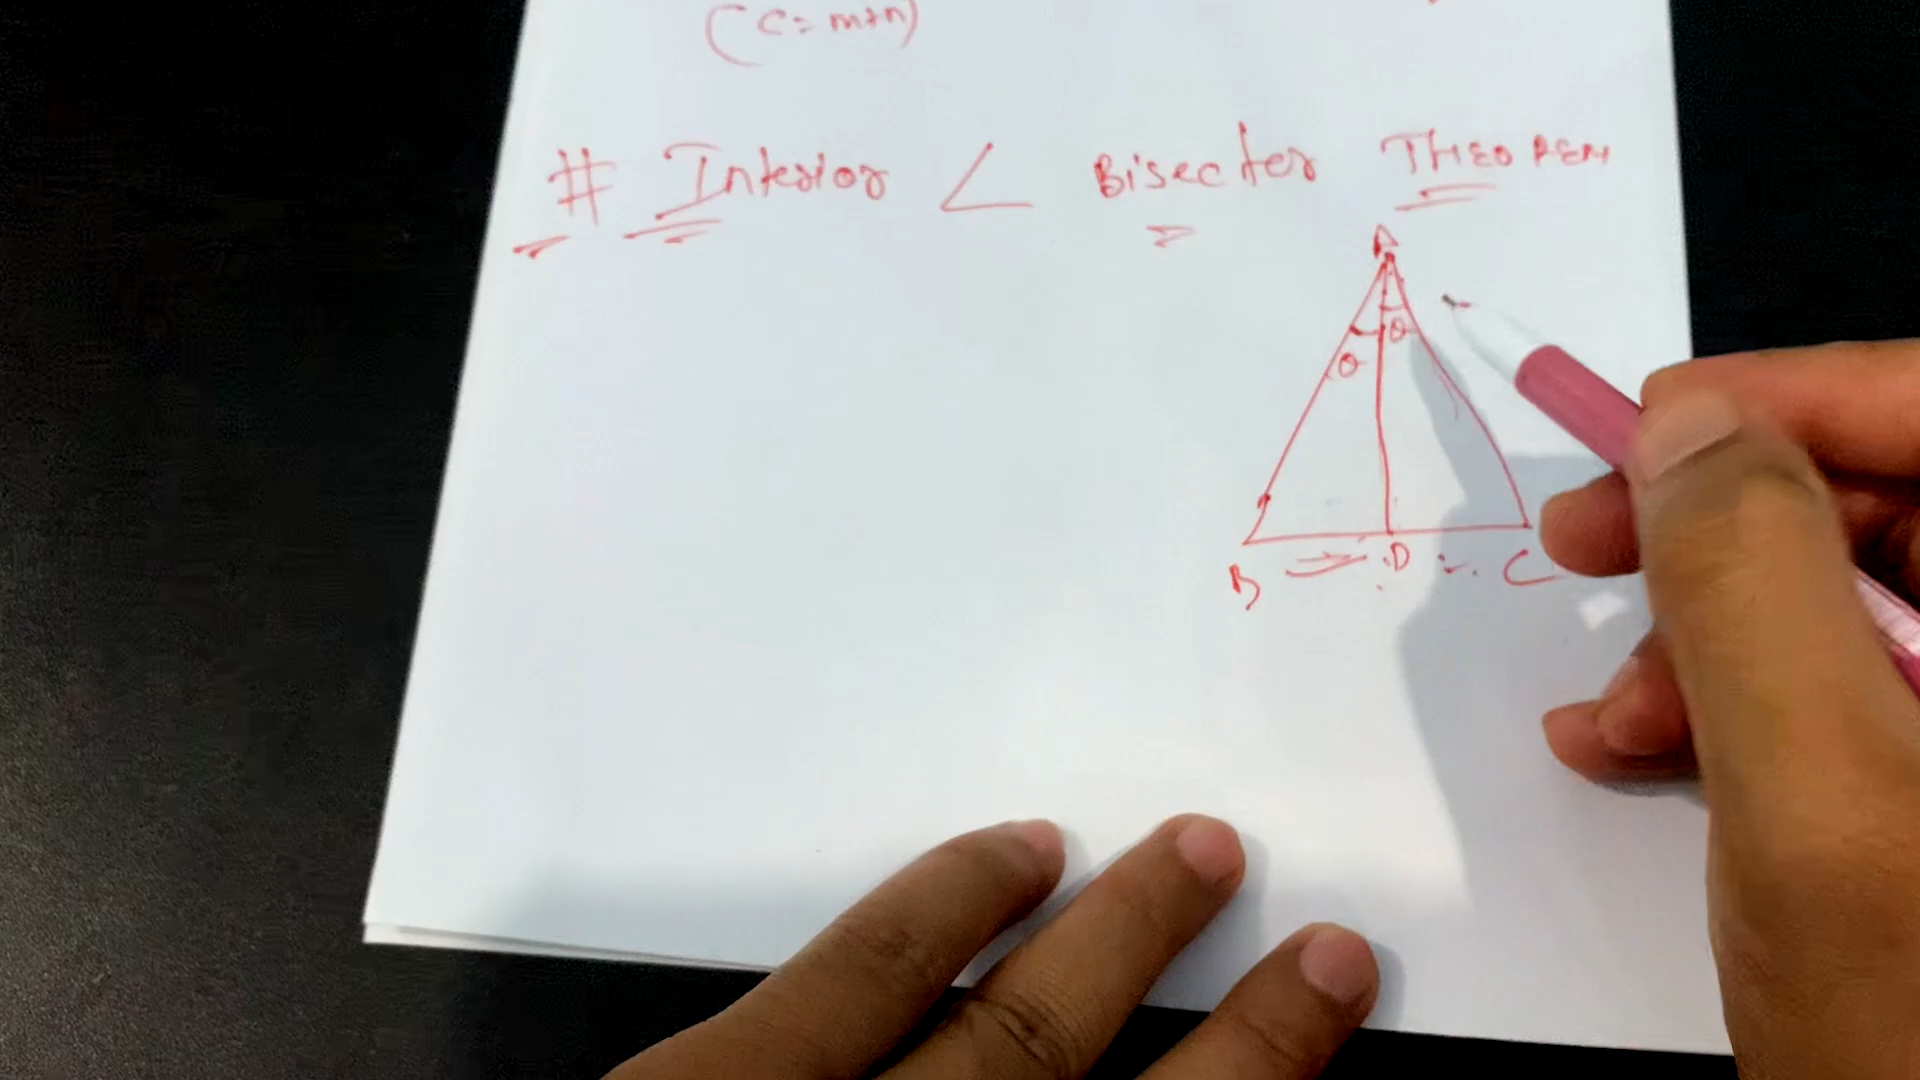 (c = m+n)
# Interior ∠ Bisector THEOREM
A
θ
θ
B D C